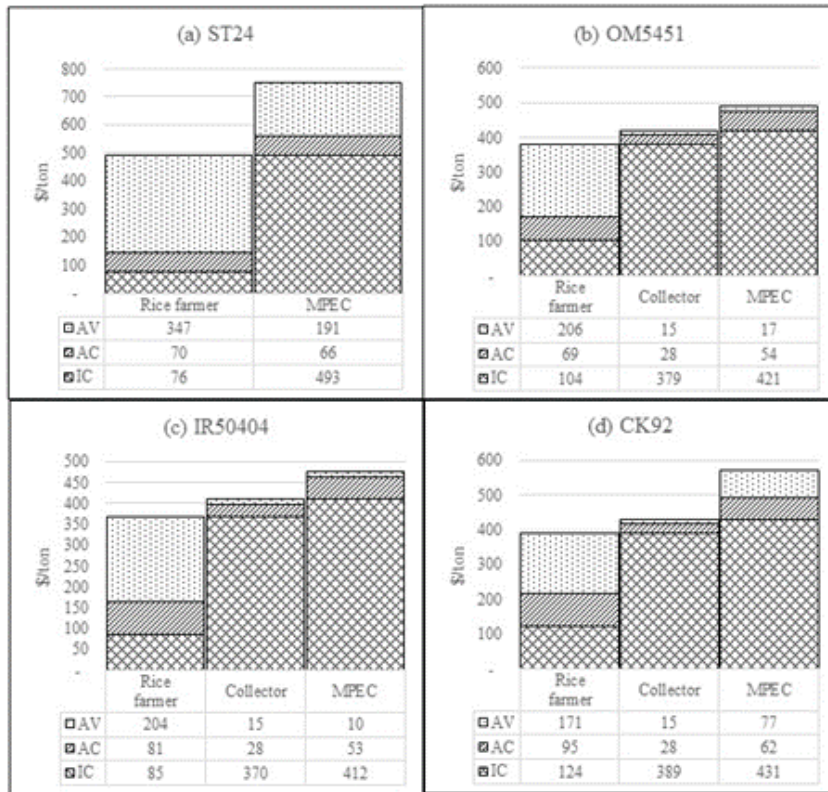 (a) ST24
800
700
600
500
400
300
200
100
-
$/ton
Rice farmer MPEC
AV 347 191
AC 70 66
IC 76 493
(b) OM5451
600
500
400
300
200
100
-
$/ton
Rice
farmer Collector MPEC
AV 206 15 17
AC 69 28 54
IC 104 379 421
(c) IR50404
500
450
400
350
300
250
200
150
100
50
-
$/ton
Rice
farmer Collector MPEC
AV 204 15 10
AC 81 28 53
IC 85 370 412
(d) CK92
600
500
400
300
200
100
-
$/ton
Rice
farmer Collector MPEC
AV 171 15 77
AC 95 28 62
IC 124 389 431